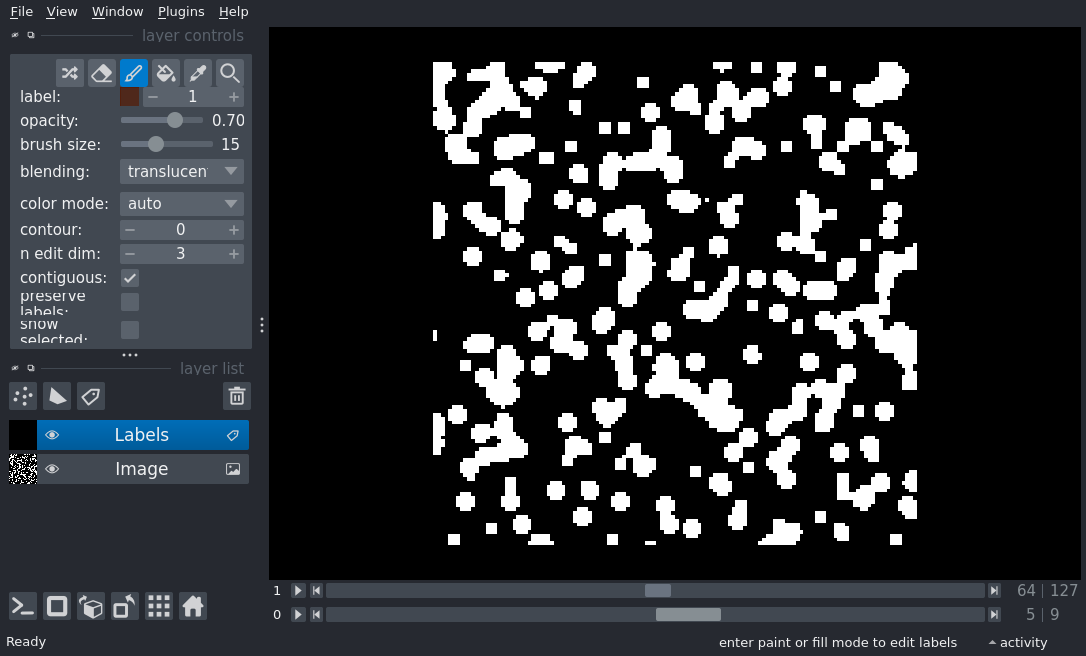 File View Window Plugins Help
layer controls
label: 1
opacity: 0.70
brush size: 15
blending: translucen
color mode: auto
contour: 0
n edit dim: 3
contiguous:
preserve
labels:
show
selected:
layer list
Labels
Image
1 64 127
0 5 9
Ready enter paint or fill mode to edit labels activity